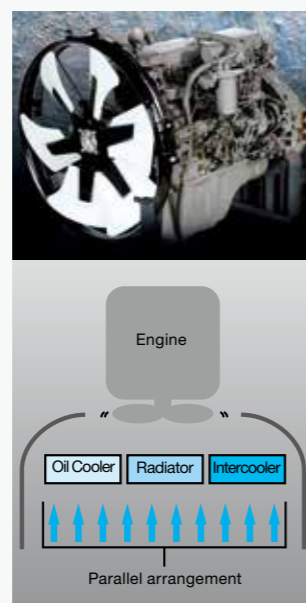 Engine
Oil Cooler
Radiator
Intercooler
Parallel arrangement